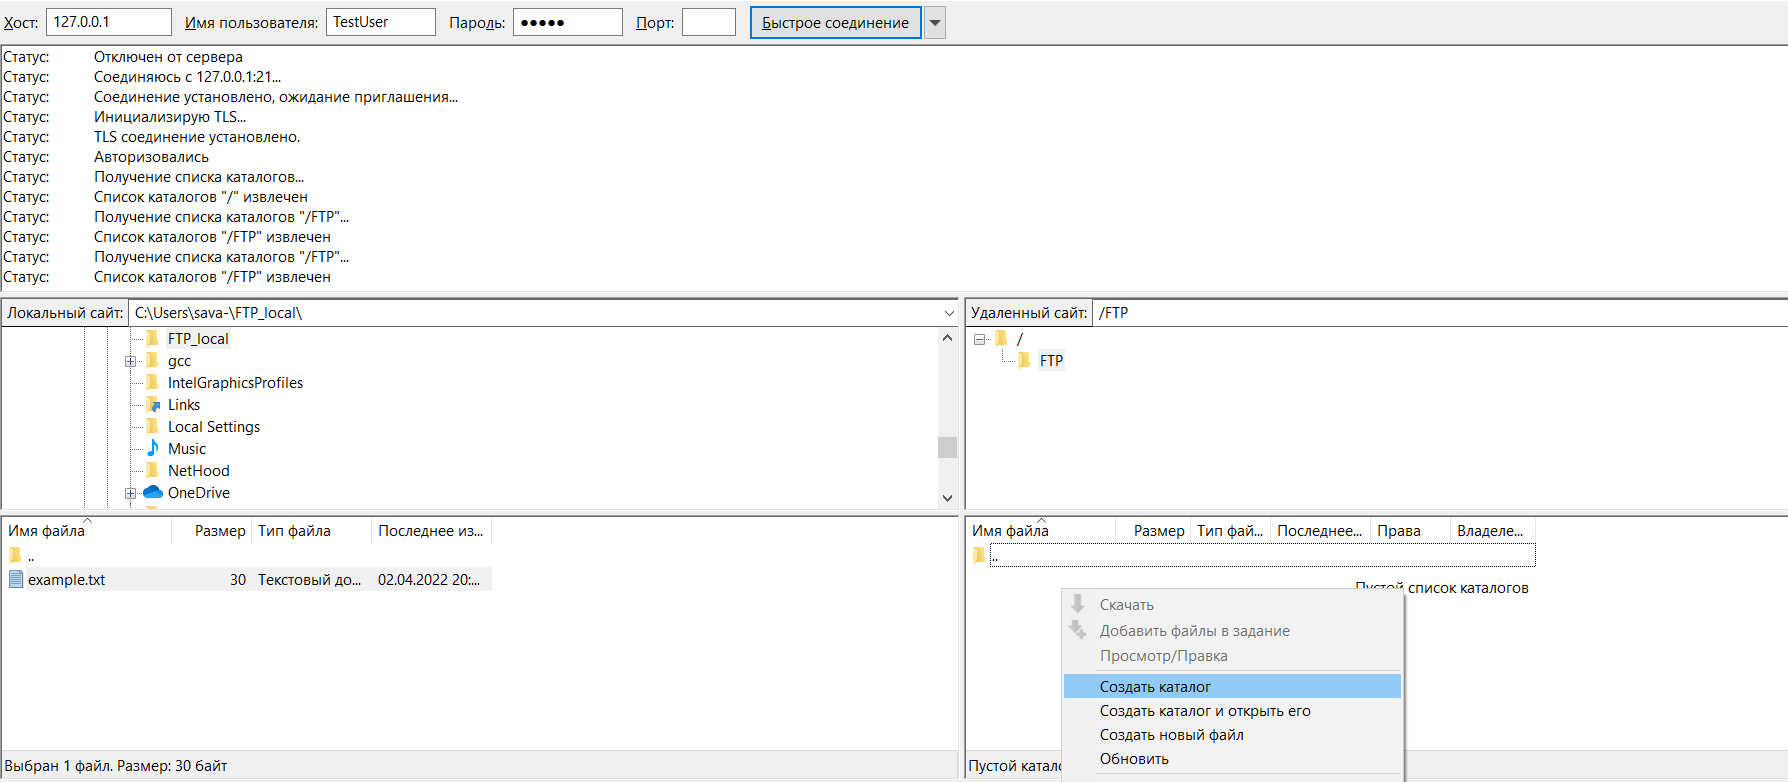 Хост: 127.0.0.1 Имя пользователя: TestUser Пароль: ●●●●● Порт: Быстрое соединение
Статус: Отключен от сервера
Статус: Соединяюсь с 127.0.0.1:21...
Статус: Соединение установлено, ожидание приглашения...
Статус: Инициализирую TLS...
Статус: TLS соединение установлено.
Статус: Авторизовались
Статус: Получение списка каталогов...
Статус: Список каталогов "/" извлечен
Статус: Получение списка каталогов "/FTP"...
Статус: Список каталогов "/FTP" извлечен
Статус: Получение списка каталогов "/FTP"...
Статус: Список каталогов "/FTP" извлечен
Локальный сайт: C:\Users\sava-\FTP_local\
FTP_local
gcc
IntelGraphicsProfiles
Links
Local Settings
Music
NetHood
OneDrive
Имя файла Размер Тип файла Последнее из...
..
example.txt 30 Текстовый до... 02.04.2022 20:...
Выбран 1 файл. Размер: 30 байт
Удаленный сайт: /FTP
/
FTP
Имя файла Размер Тип фай... Последнее... Права Владеле...
..
Пустой список каталогов
Скачать
Добавить файлы в задание
Просмотр/Правка
Создать каталог
Создать каталог и открыть его
Создать новый файл
Обновить
Пустой катало